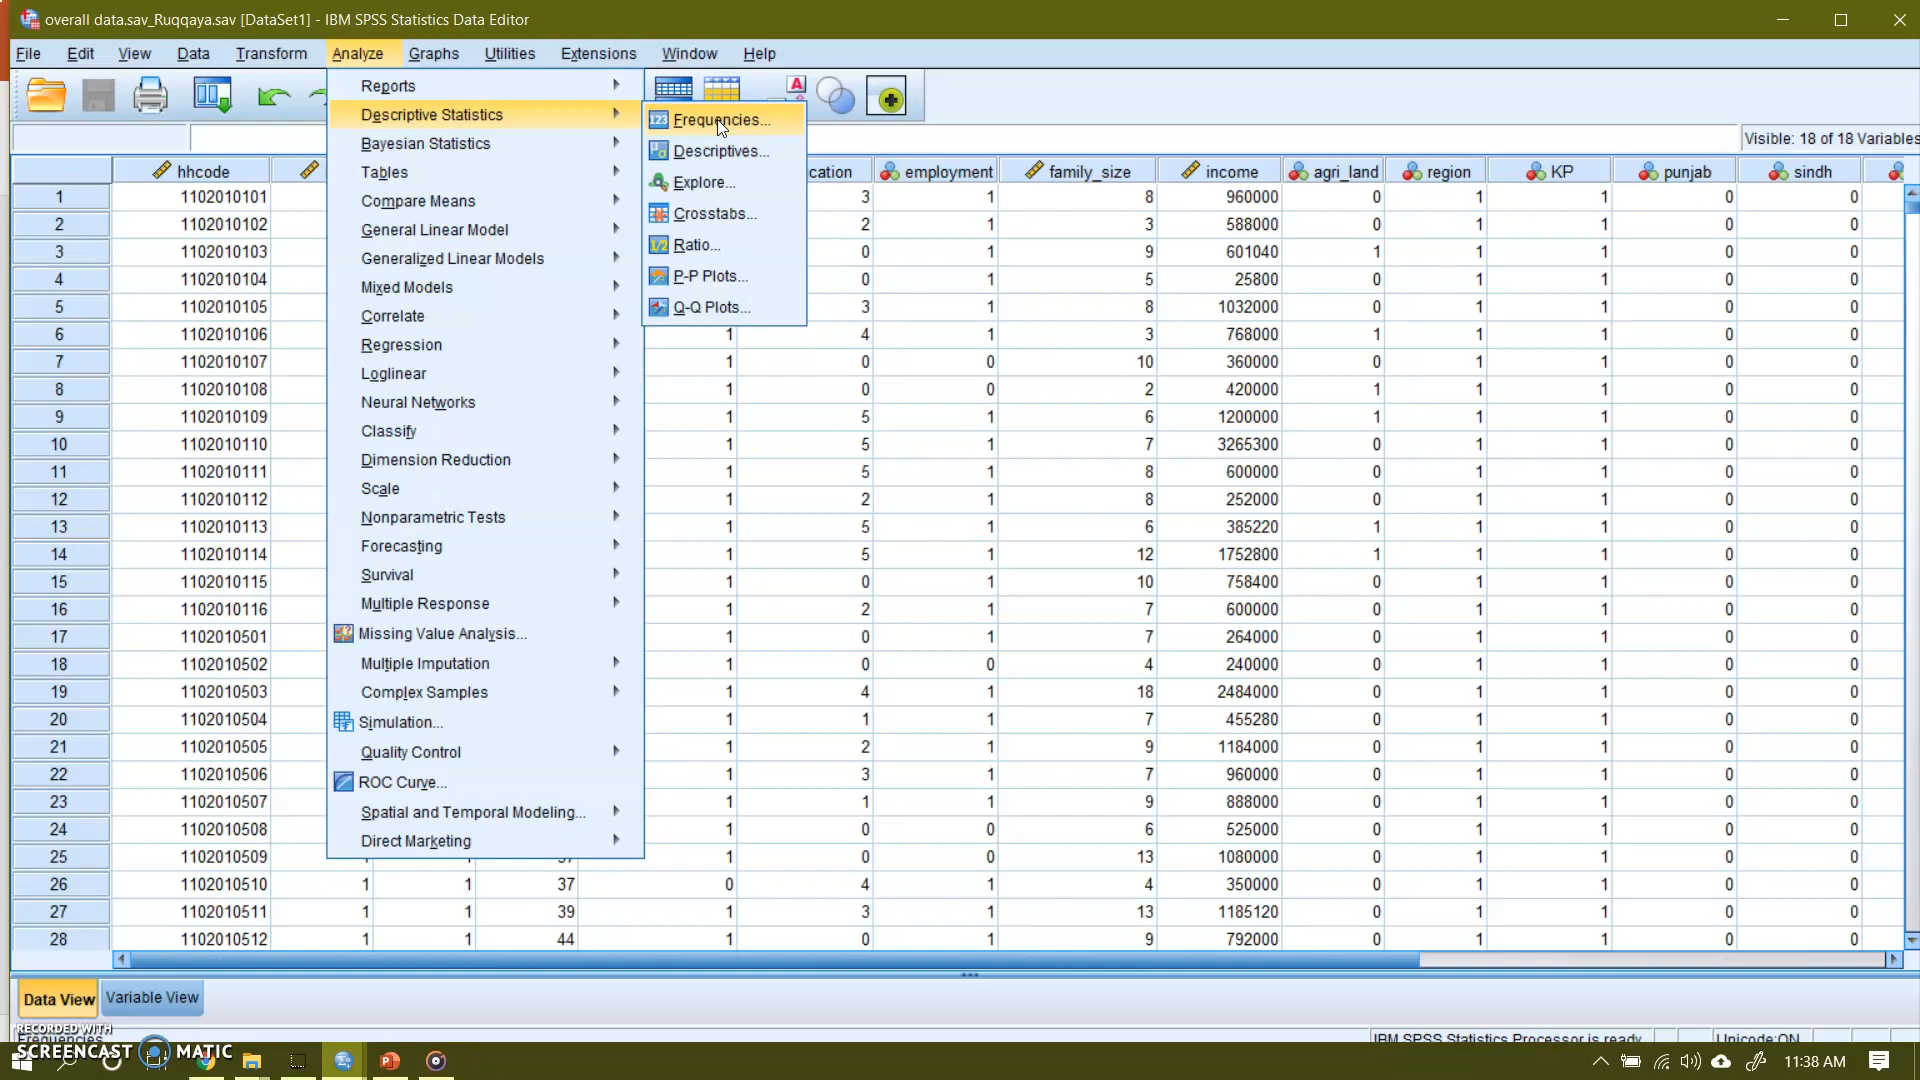 overall data.sav_Ruqqaya.sav [DataSet1] - IBM SPSS Statistics Data Editor
File Edit View Data Transform Analyze Graphs Utilities Extensions Window Help
Reports
Descriptive Statistics
Bayesian Statistics
Tables
Compare Means
General Linear Model
Generalized Linear Models
Mixed Models
Correlate
Regression
Loglinear
Neural Networks
Classify
Dimension Reduction
Scale
Nonparametric Tests
Forecasting
Survival
Multiple Response
Missing Value Analysis...
Multiple Imputation
Complex Samples
Simulation...
Quality Control
ROC Curve...
Spatial and Temporal Modeling...
Direct Marketing
Frequencies...
Descriptives...
Explore...
Crosstabs...
Ratio...
P-P Plots...
Q-Q Plots...
Visible: 18 of 18 Variables
hhcode cation employment family_size income agri_land region KP punjab sindh
1 1102010101 3 1 8 960000 0 1 1 0 0
2 1102010102 2 1 3 588000 0 1 1 0 0
3 1102010103 0 1 9 601040 1 1 1 0 0
4 1102010104 0 1 5 25800 0 1 1 0 0
5 1102010105 3 1 8 1032000 0 1 1 0 0
6 1102010106 1 4 1 3 768000 1 1 1 0 0
7 1102010107 1 0 0 10 360000 0 1 1 0 0
8 1102010108 1 0 0 2 420000 1 1 1 0 0
9 1102010109 1 5 1 6 1200000 1 1 1 0 0
10 1102010110 1 5 1 7 3265300 0 1 1 0 0
11 1102010111 1 5 1 8 600000 0 1 1 0 0
12 1102010112 1 2 1 8 252000 0 1 1 0 0
13 1102010113 1 5 1 6 385220 1 1 1 0 0
14 1102010114 1 5 1 12 1752800 1 1 1 0 0
15 1102010115 1 0 1 10 758400 0 1 1 0 0
16 1102010116 1 2 1 7 600000 0 1 1 0 0
17 1102010501 1 0 1 7 264000 0 1 1 0 0
18 1102010502 1 0 0 4 240000 0 1 1 0 0
19 1102010503 1 4 1 18 2484000 0 1 1 0 0
20 1102010504 1 1 1 7 455280 0 1 1 0 0
21 1102010505 1 2 1 9 1184000 0 1 1 0 0
22 1102010506 1 3 1 7 960000 0 1 1 0 0
23 1102010507 1 1 1 9 888000 0 1 1 0 0
24 1102010508 1 0 0 6 525000 0 1 1 0 0
25 1102010509 1 0 0 13 1080000 0 1 1 0 0
26 1102010510 1 1 37 0 4 1 4 350000 0 1 1 0 0
27 1102010511 1 1 39 1 3 1 13 1185120 0 1 1 0 0
28 1102010512 1 1 44 1 0 1 9 792000 0 1 1 0 0
Data View Variable View
Frequencies
IBM SPSS Statistics Processor is ready Unicode:ON
RECORDED WITH
SCREENCAST MATIC
11:38 AM